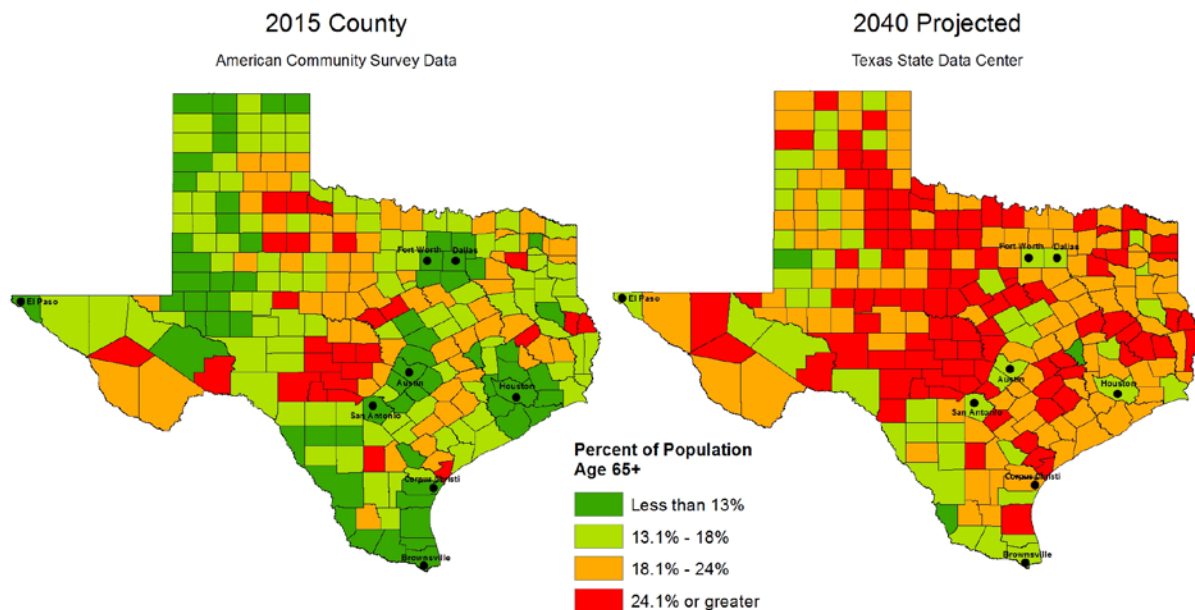 2015 County
American Community Survey Data
El Paso
Fort Worth
Dallas
Austin
Houston
San Antonio
Corpus Christi
Brownsville
2040 Projected
Texas State Data Center
El Paso
Fort Worth
Dallas
Austin
Houston
San Antonio
Corpus Christi
Brownsville
Percent of Population
Age 65+
Less than 13%
13.1% - 18%
18.1% - 24%
24.1% or greater